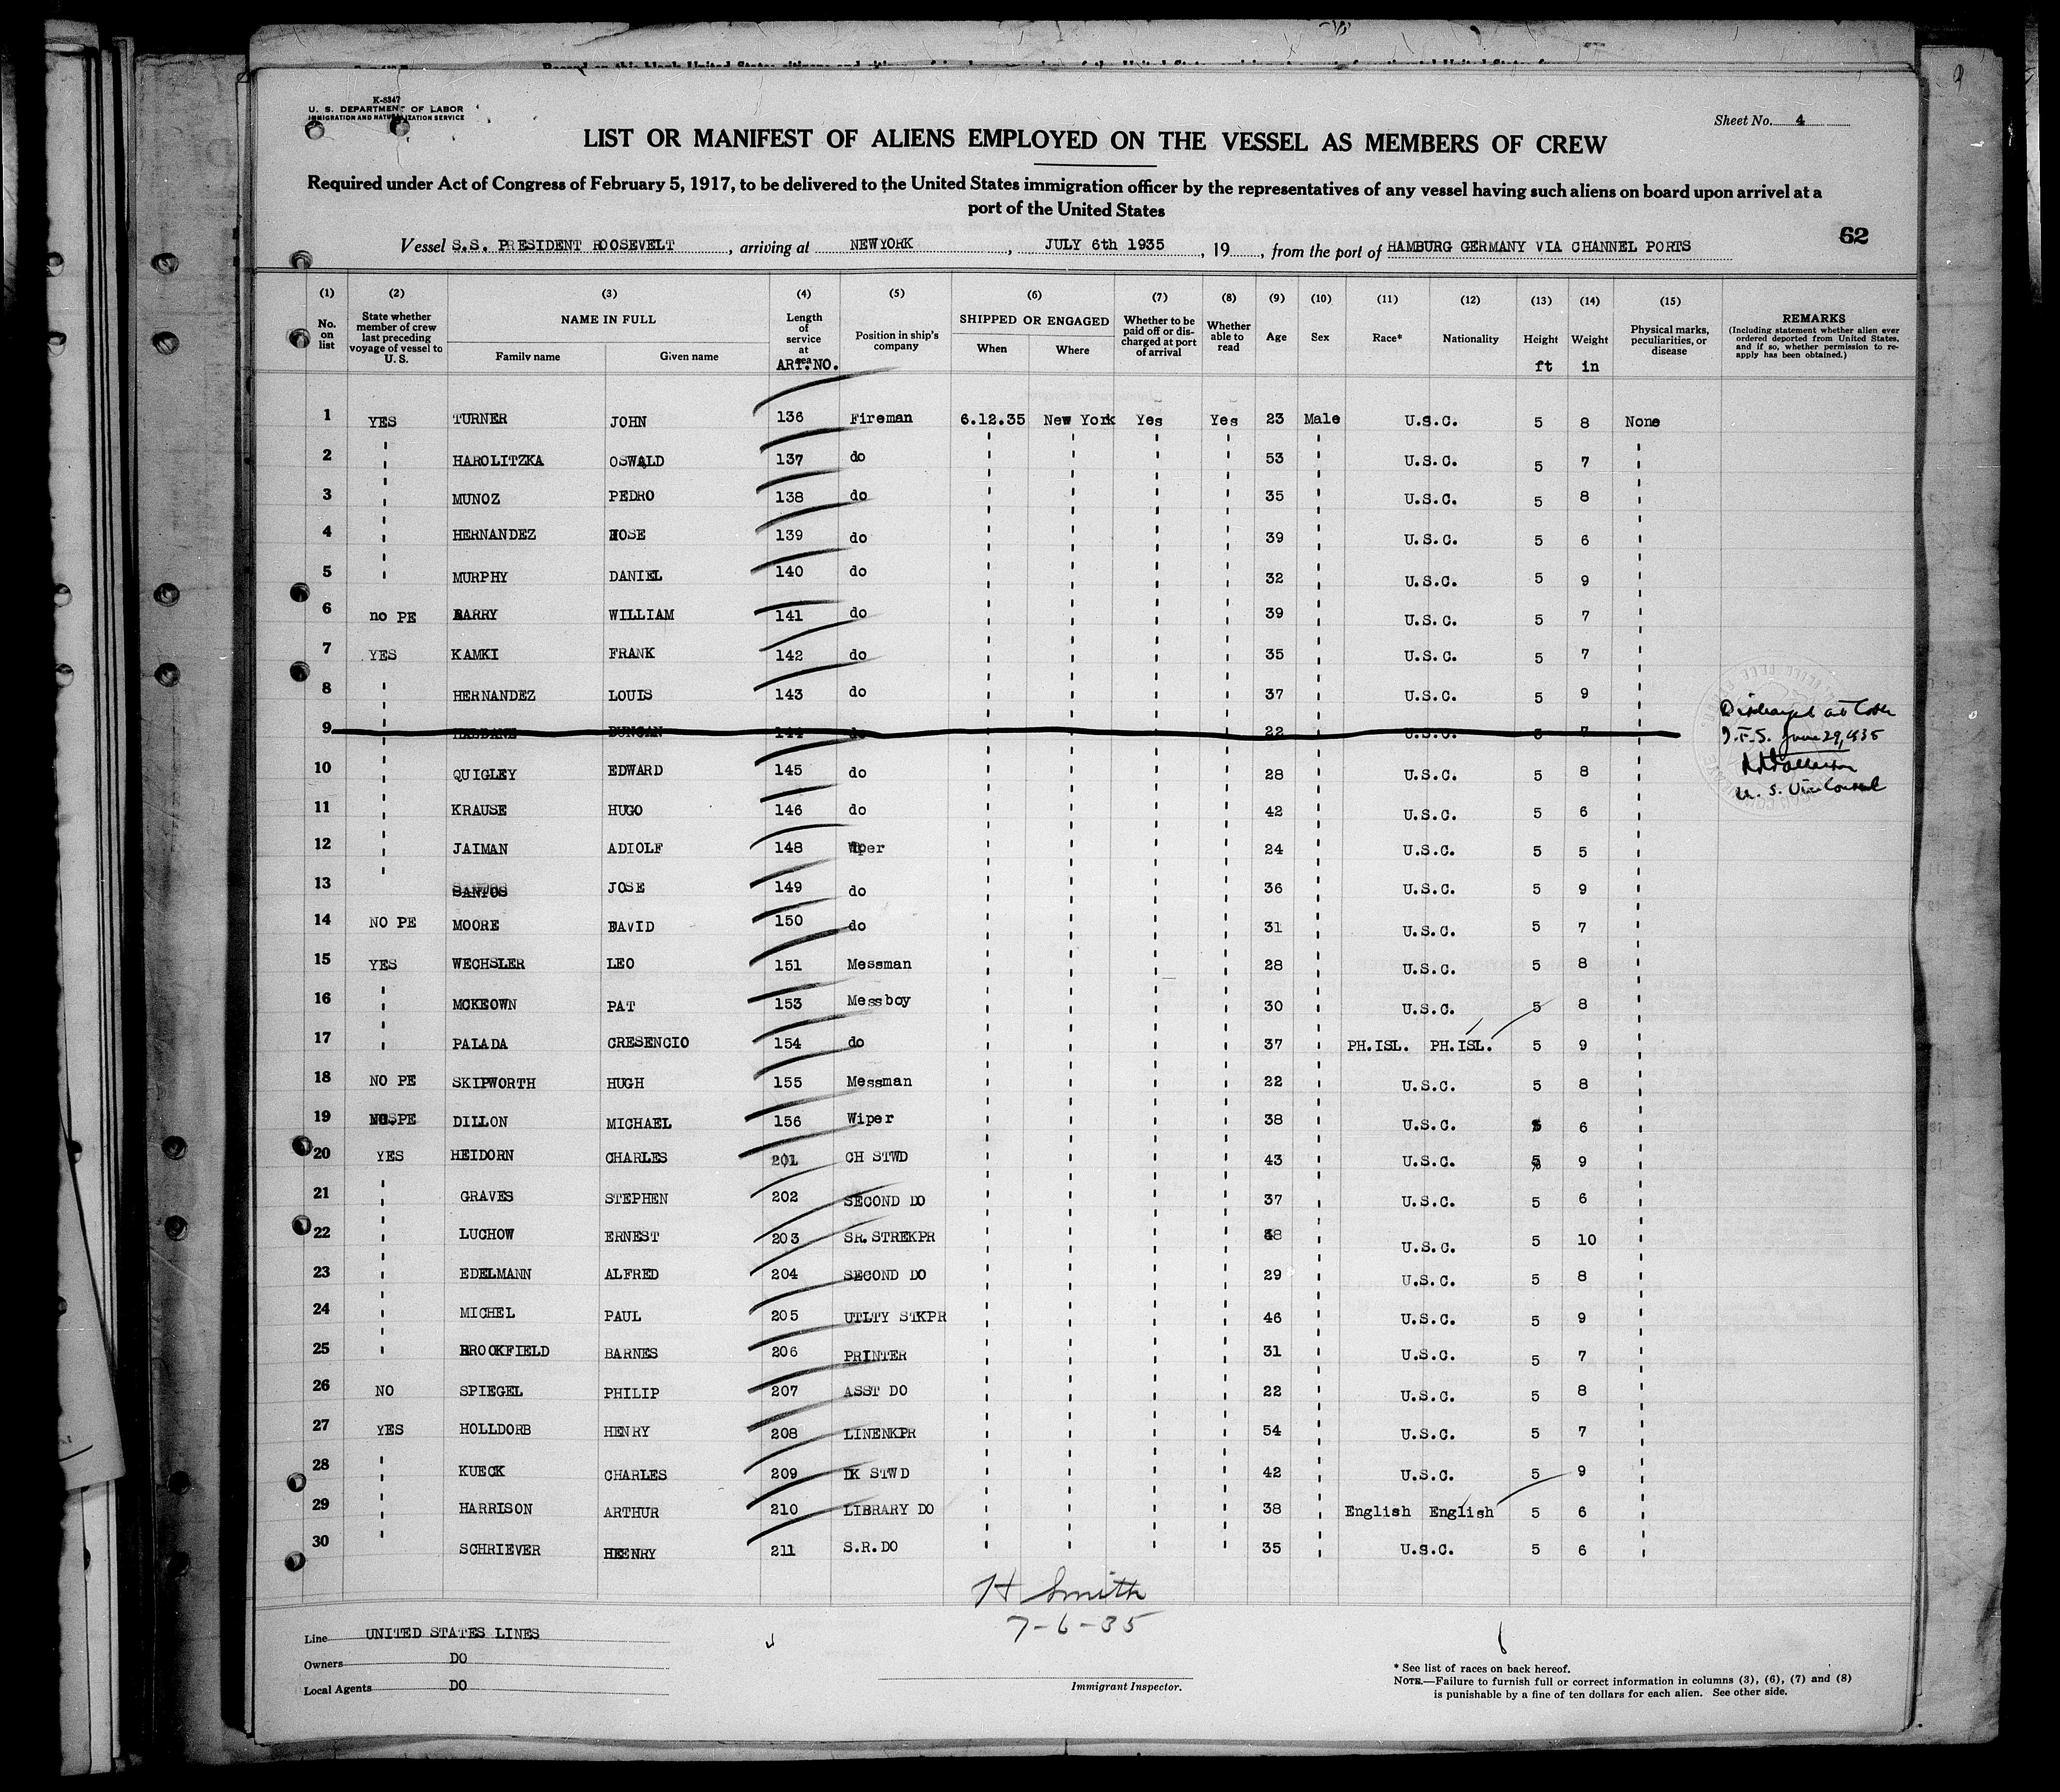 K-8347
U. S. DEPARTMENT OF LABOR
IMMIGRATION AND NATURALIZATION SERVICE
Sheet No. 4
LIST OR MANIFEST OF ALIENS EMPLOYED ON THE VESSEL AS MEMBERS OF CREW
Required under Act of Congress of February 5, 1917, to be delivered to the United States immigration officer by the representatives of any vessel having such aliens on board upon arrival at a
port of the United States
62
Vessel S.S. PRESIDENT ROOSEVELT, arriving at NEWYORK, JULY 6th 1935, 19, from the port of HAMBURG GERMANY VIA CHANNEL PORTS
(1) (2) (3) (4) (5) (6) (7) (8) (9) (10) (11) (12) (13) (14) (15)
No. on list
State whether member of crew last preceding voyage of vessel to U. S.
NAME IN FULL
Family name Given name
Length of service at sea
ART.NO.
Position in ship's company
SHIPPED OR ENGAGED
When Where
Whether to be paid off or discharged at port of arrival
Whether able to read
Age
Sex
Race*
Nationality
Height
ft
Weight
in
Physical marks, peculiarities, or disease
REMARKS
(Including statement whether alien ever ordered deported from United States, and if so, whether permission to reapply has been obtained.)
1 YES TURNER JOHN 136 Fireman 6.12.35 New York Yes Yes 23 Male U.S.C. 5 8 None
2 HAROLITZKA OSWALD 137 do 53 U.S.C. 5 7
3 MUNOZ PEDRO 138 do 35 U.S.C. 5 8
4 HERNANDEZ JOSE 139 do 39 U.S.C. 5 6
5 MURPHY DANIEL 140 do 32 U.S.C. 5 9
6 no PE BARRY WILLIAM 141 do 39 U.S.C. 5 7
7 YES KAMKI FRANK 142 do 35 U.S.C. 5 7
8 HERNANDEZ LOUIS 143 do 37 U.S.C. 5 9
9 HALDANE DUNCAN 144 do 22 U.S.C. 5 7
Discharged at Cobh
I.F.S. June 29, 1935
U. S. Vice Consul
10 QUIGLEY EDWARD 145 do 28 U.S.C. 5 8
11 KRAUSE HUGO 146 do 42 U.S.C. 5 6
12 JAIMAN ADIOLF 148 Wiper 24 U.S.C. 5 5
13 SANTOS JOSE 149 do 36 U.S.C. 5 9
14 NO PE MOORE DAVID 150 do 31 U.S.C. 5 7
15 YES WECHSLER LEO 151 Messman 28 U.S.C. 5 8
16 MCKEOWN PAT 153 Messboy 30 U.S.C. 5 8
17 PALADA CRESENCIO 154 do 37 PH.ISL. PH.ISL. 5 9
18 NO PE SKIPWORTH HUGH 155 Messman 22 U.S.C. 5 8
19 NO PE DILLON MICHAEL 156 Wiper 38 U.S.C. 5 6
20 YES HEIDORN CHARLES 201 CH STWD 43 U.S.C. 5 9
21 GRAVES STEPHEN 202 SECOND DO 37 U.S.C. 5 6
22 LUCHOW ERNEST 203 SR.STREKPR U.S.C. 5 10
23 EDELMANN ALFRED 204 SECOND DO 29 U.S.C. 5 8
24 MICHEL PAUL 205 UTLTY STKPR 46 U.S.C. 5 9
25 BROOKFIELD BARNES 206 PRINTER 31 U.S.C. 5 7
26 NO SPIEGEL PHILIP 207 ASST DO 22 U.S.C. 5 8
27 YES HOLLDORB HENRY 208 LINENKPR 54 U.S.C. 5 7
28 KUECK CHARLES 209 DK STWD 42 U.S.C. 5 9
29 HARRISON ARTHUR 210 LIBRARY DO 38 English English 5 6
30 SCHRIEVER HEENRY 211 S.R.DO 35 U.S.C. 5 6
H Smith
7-6-35
Line UNITED STATES LINES
Owners DO
Local Agents DO
Immigrant Inspector.
* See list of races on back hereof.
NOTE.—Failure to furnish full or correct information in columns (3), (6), (7) and (8)
is punishable by a fine of ten dollars for each alien. See other side.